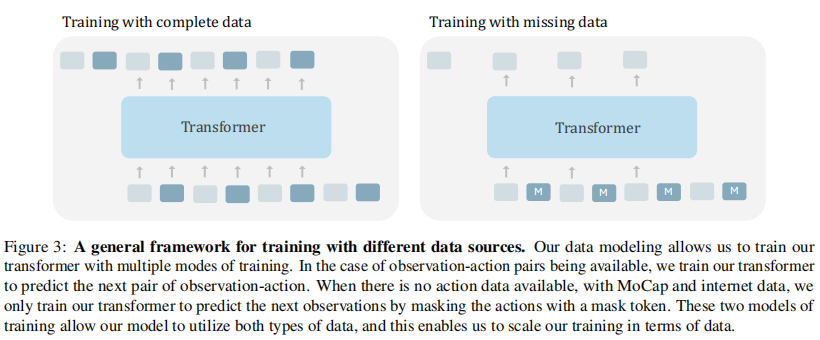 Training with complete data
Training with missing data
Transformer
Transformer
M
M
M
M
Figure 3: A general framework for training with different data sources. Our data modeling allows us to train our
transformer with multiple modes of training. In the case of observation-action pairs being available, we train our transformer
to predict the next pair of observation-action. When there is no action data available, with MoCap and internet data, we
only train our transformer to predict the next observations by masking the actions with a mask token. These two models of
training allow our model to utilize both types of data, and this enables us to scale our training in terms of data.